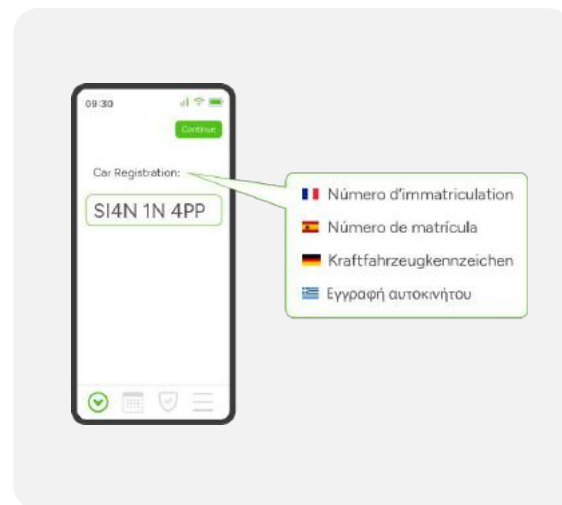 09:30
Continue
Car Registration:
SI4N 1N 4PP
Número d'immatriculation
Número de matrícula
Kraftfahrzeugkennzeichen
Εγγραφή αυτοκινήτου